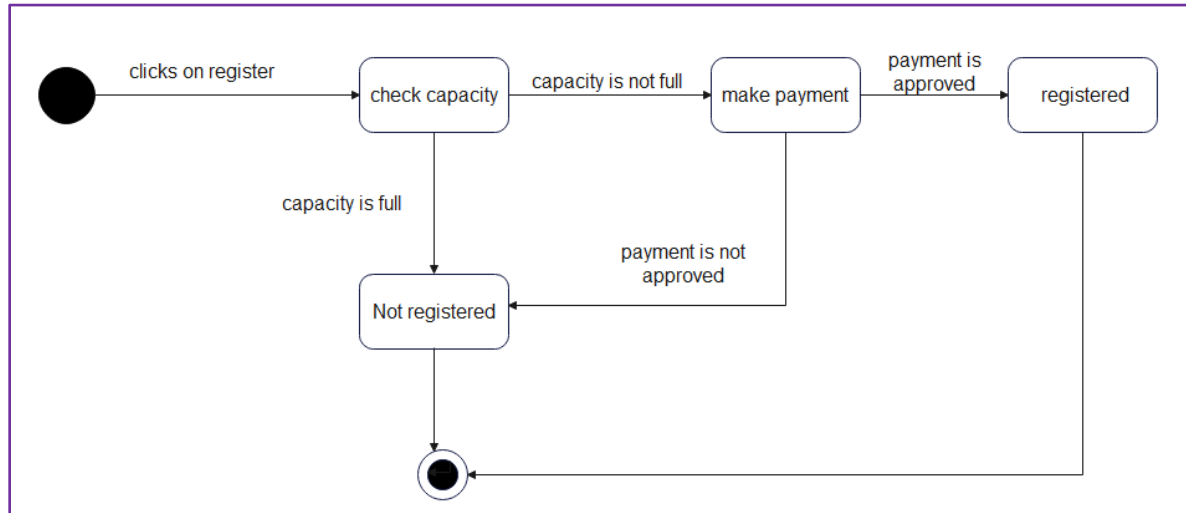 clicks on register
check capacity
capacity is not full
make payment
payment is
approved
registered
capacity is full
payment is not
approved
Not registered